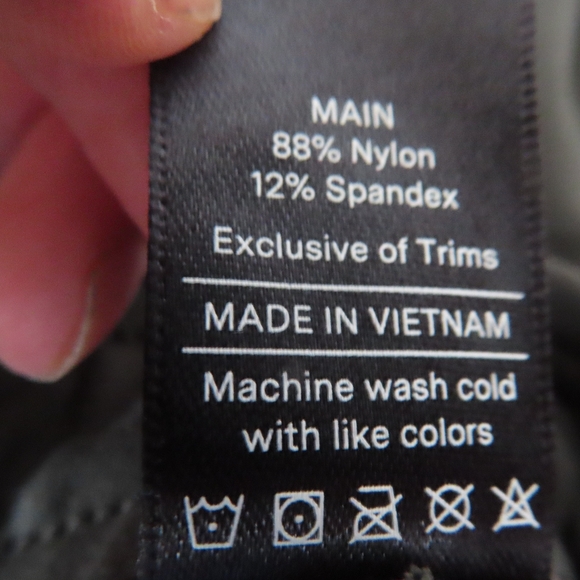 MAIN
88% Nylon
12% Spandex
Exclusive of Trims
MADE IN VIETNAM
Machine wash cold
with like colors